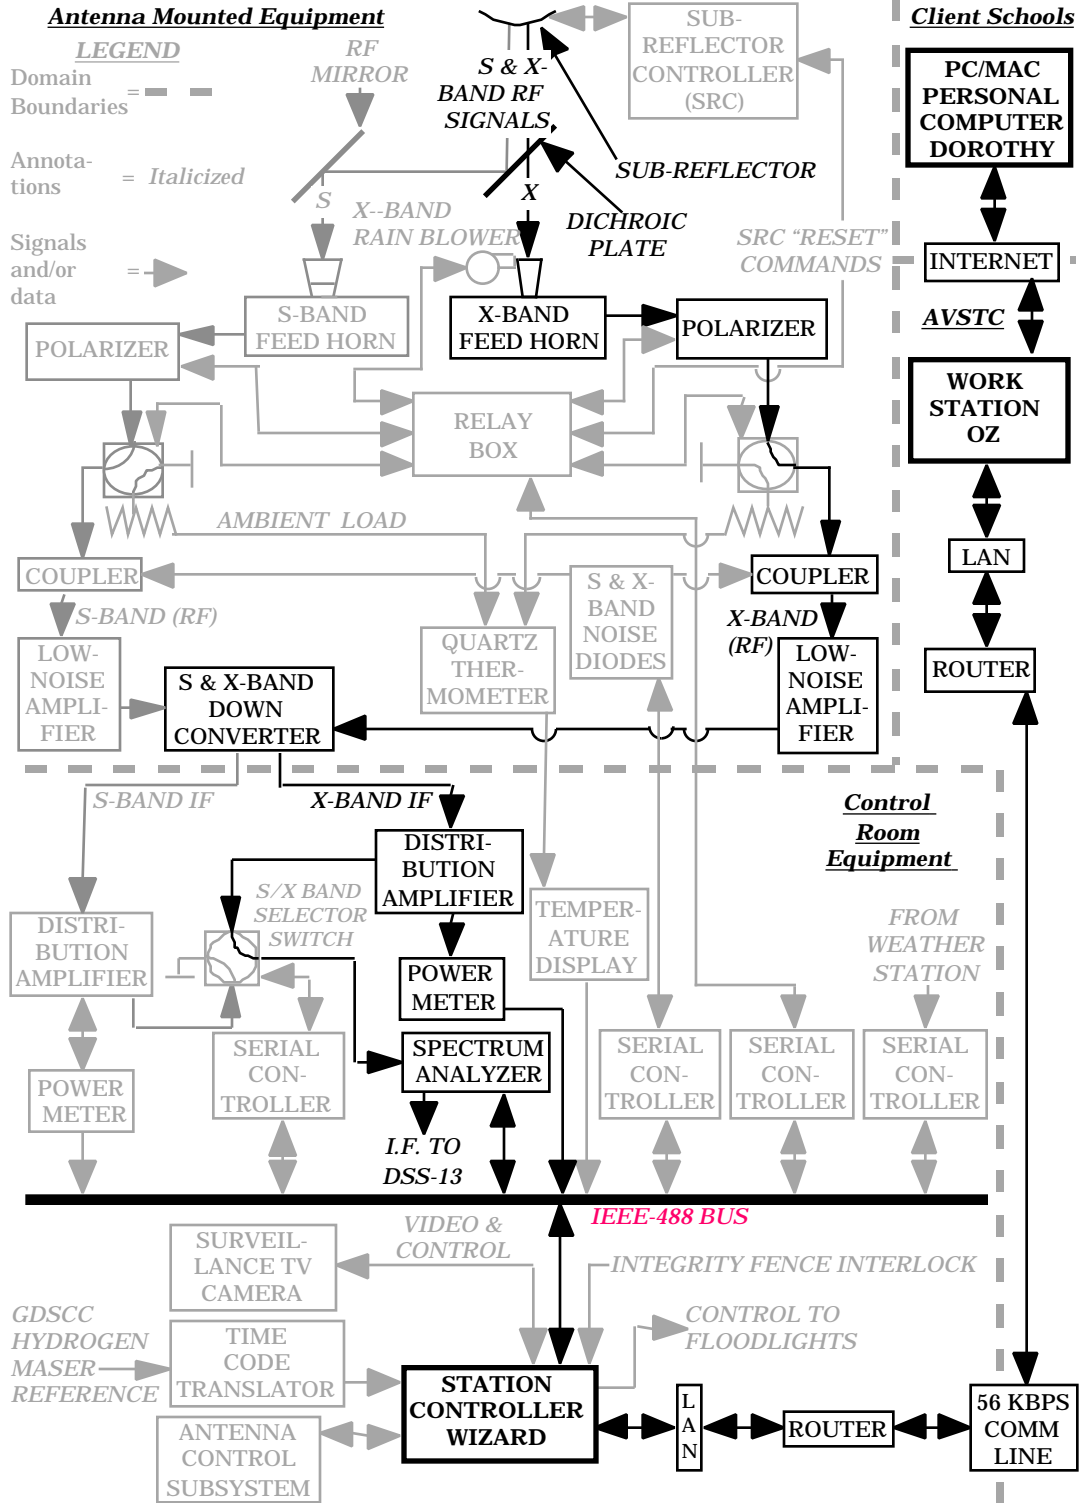 Antenna Mounted Equipment
LEGEND
Domain
Boundaries
=
Annota-
tions
= Italicized
Signals
and/or
data
=
RF
MIRROR
S & X-
BAND RF
SIGNALS
SUB-
REFLECTOR
CONTROLLER
(SRC)
SUB-REFLECTOR
DICHROIC
PLATE
S
X
X--BAND
RAIN BLOWER
SRC "RESET"
COMMANDS
S-BAND
FEED HORN
X-BAND
FEED HORN
POLARIZER
POLARIZER
RELAY
BOX
AMBIENT LOAD
COUPLER
COUPLER
S-BAND (RF)
X-BAND
(RF)
S & X-
BAND
NOISE
DIODES
QUARTZ
THER-
MOMETER
LOW-
NOISE
AMPLI-
FIER
S & X-BAND
DOWN
CONVERTER
LOW-
NOISE
AMPLI-
FIER
Client Schools
PC/MAC
PERSONAL
COMPUTER
DOROTHY
INTERNET
AVSTC
WORK
STATION
OZ
LAN
ROUTER
S-BAND IF
X-BAND IF
Control
Room
Equipment
DISTRI-
BUTION
AMPLIFIER
DISTRI-
BUTION
AMPLIFIER
S/X BAND
SELECTOR
SWITCH
TEMPER-
ATURE
DISPLAY
FROM
WEATHER
STATION
POWER
METER
POWER
METER
SERIAL
CON-
TROLLER
SPECTRUM
ANALYZER
SERIAL
CON-
TROLLER
SERIAL
CON-
TROLLER
SERIAL
CON-
TROLLER
I.F. TO
DSS-13
IEEE-488 BUS
SURVEIL-
LANCE TV
CAMERA
VIDEO &
CONTROL
INTEGRITY FENCE INTERLOCK
GDSCC
HYDROGEN
MASER
REFERENCE
TIME
CODE
TRANSLATOR
CONTROL TO
FLOODLIGHTS
ANTENNA
CONTROL
SUBSYSTEM
STATION
CONTROLLER
WIZARD
L
A
N
ROUTER
56 KBPS
COMM
LINE